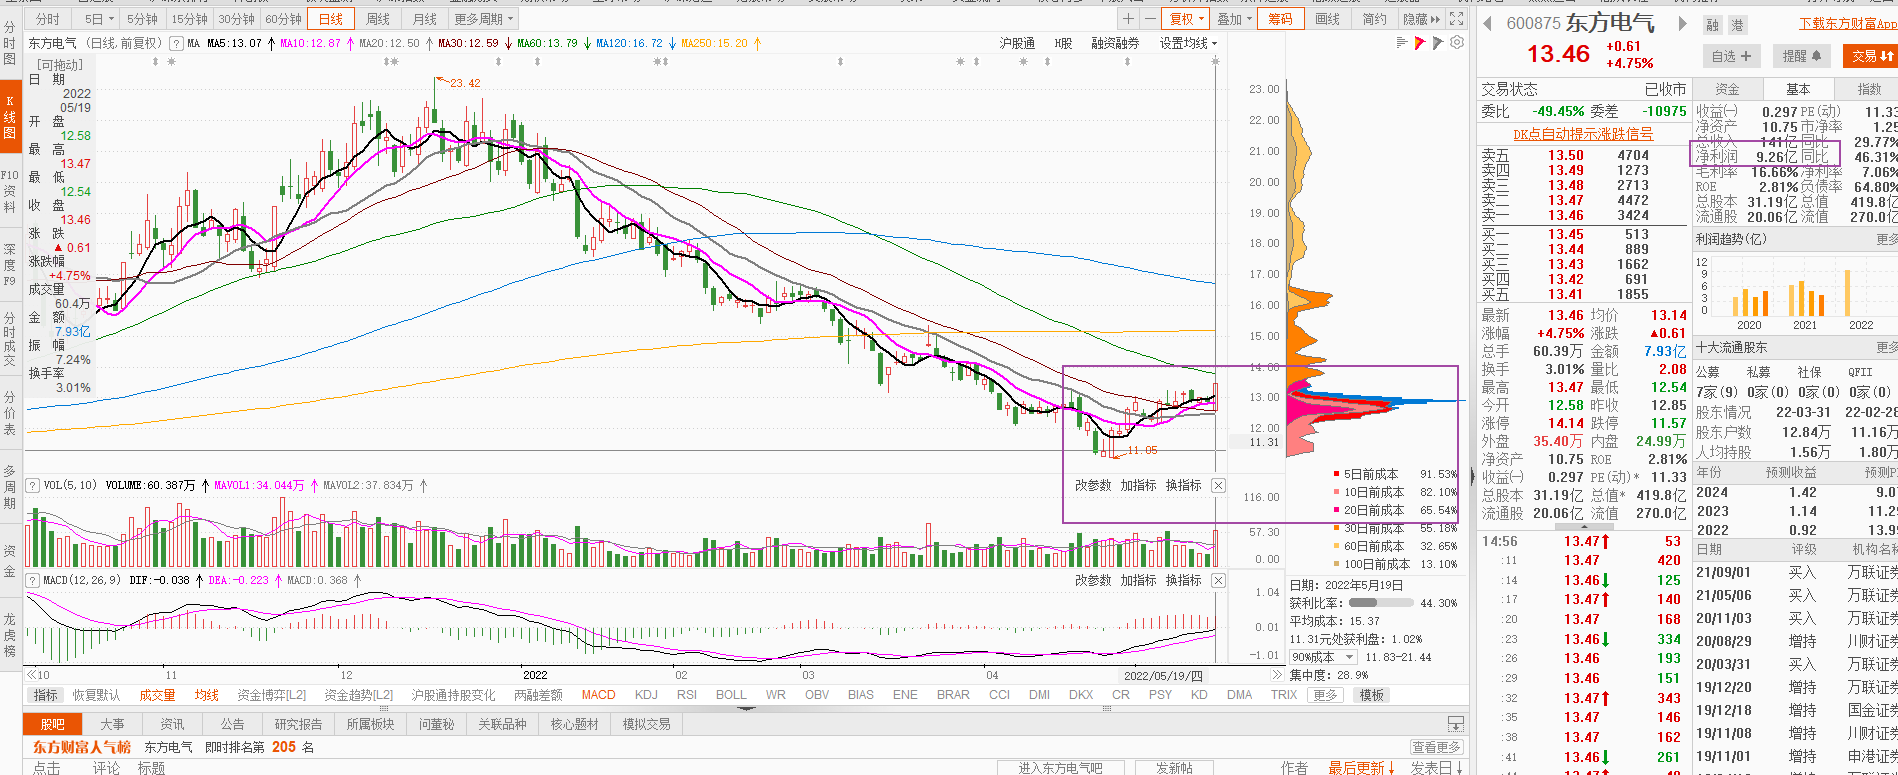 分时 5日 5分钟 15分钟 30分钟 60分钟 日线 周线 月线 更多周期
复权 叠加 筹码 画线 简约 隐藏
分时图
K线图
F10资料
深度F9
分时成交
分价表
多周期
资金
龙虎榜
东方电气 (日线,前复权) ? MA MA5:13.07 MA10:12.87 MA20:12.50 MA30:12.59 MA60:13.79 MA120:16.72 MA250:15.20
沪股通 H股 融资融券 设置均线
[可拖动]
日 期
2022
05/19
开 盘
12.58
最 高
13.47
最 低
12.54
收 盘
13.46
涨 跌
▲ 0.61
涨跌幅
+4.75%
成交量
60.4万
金 额
7.93亿
振 幅
7.24%
换手率
3.01%
23.42
11.05
23.00
22.00
21.00
20.00
19.00
18.00
17.00
16.00
15.00
14.00
13.00
12.00
11.31
? VOL(5,10) VOLUME:60.387万 MAVOL1:34.044万 MAVOL2:37.834万
改参数 加指标 换指标
116.00
57.30
0.00
? MACD(12,26,9) DIF:-0.038 DEA:-0.223 MACD:0.368
改参数 加指标 换指标
1.04
0.01
-1.01
10 11 12 2022 02 03 04 2022/05/19/四
5日前成本 91.53%
10日前成本 82.10%
20日前成本 65.54%
30日前成本 55.18%
60日前成本 32.65%
100日前成本 13.10%
日期: 2022年5月19日
获利比率: 44.30%
平均成本: 15.37
11.31元处获利盘: 1.02%
90%成本 11.83-21.44
集中度: 28.9%
指标 恢复默认 成交量 均线 资金博弈[L2] 资金趋势[L2] 沪股通持股变化 两融差额 MACD KDJ RSI BOLL WR OBV BIAS ENE BRAR CCI DMI DKX CR PSY KD DMA TRIX 更多 模板
股吧 大事 资讯 公告 研究报告 所属板块 问董秘 关联品种 核心题材 模拟交易
东方财富人气榜 东方电气 即时排名第 205 名
查看更多
点击 评论 标题
进入东方电气吧 发新帖
作者 最后更新↓ 发表日↓
600875 东方电气 融 港 下载东方财富App
13.46 +0.61
+4.75%
自选 + 提醒 交易
交易状态 已收市
委比 -49.45% 委差 -10975
DK点自动提示涨跌信号
卖五 13.50 4704
卖四 13.49 1273
卖三 13.48 2713
卖二 13.47 4472
卖一 13.46 3424
买一 13.45 513
买二 13.44 889
买三 13.43 1662
买四 13.42 691
买五 13.41 1855
最新 13.46 均价 13.14
涨幅 +4.75% 涨跌 ▲0.61
总手 60.39万 金额 7.93亿
换手 3.01% 量比 2.08
最高 13.47 最低 12.54
今开 12.58 昨收 12.85
涨停 14.14 跌停 11.57
外盘 35.40万 内盘 24.99万
净资产 10.75 ROE 2.81%
收益(一) 0.297 PE(动)* 11.33
总股本 31.19亿 总值* 419.8亿
流通股 20.06亿 流值 270.0亿
14:56 13.47 53
:11 13.47 420
:14 13.46 125
:17 13.47 140
:20 13.47 168
:23 13.46 334
:26 13.46 193
:29 13.46 151
:32 13.47 343
:35 13.47 146
:38 13.47 162
:41 13.46 261
资金 基本 指数
收益(一) 0.297 PE(动) 11.33
净资产 10.75 市净率 1.25
总收入 141亿 同比 29.77%
净利润 9.26亿 同比 46.31%
毛利率 16.66% 净利率 7.06%
ROE 2.81% 负债率 64.80%
总股本 31.19亿 总值 419.8亿
流通股 20.06亿 流值 270.0亿
利润趋势(亿) 更多
12
9
6
3
0
2020 2021 2022
十大流通股东 更多
公募 私募 社保 QFII
7家(9) 0家(0) 0家(0) 0家(0)
股东情况 22-03-31 22-02-28
股东户数 12.84万 11.16万
人均持股 1.56万 1.80万
年份 预测收益
2024 1.42
2023 1.14
2022 0.92
日期 评级 机构名称
21/09/01 买入 万联证券
21/05/06 买入 万联证券
20/11/03 买入 万联证券
20/08/29 增持 川财证券
20/03/31 买入 万联证券
19/12/20 增持 万联证券
19/12/18 增持 国金证券
19/11/08 增持 川财证券
19/11/01 增持 申港证券